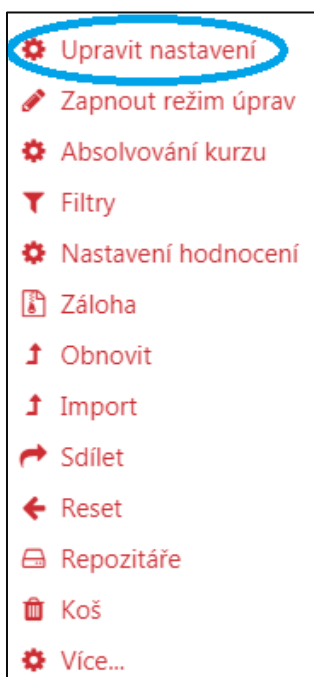 Upravit nastavení
Zapnout režim úprav
Absolvování kurzu
Filtry
Nastavení hodnocení
Záloha
Obnovit
Import
Sdílet
Reset
Repozitáře
Koš
Více...